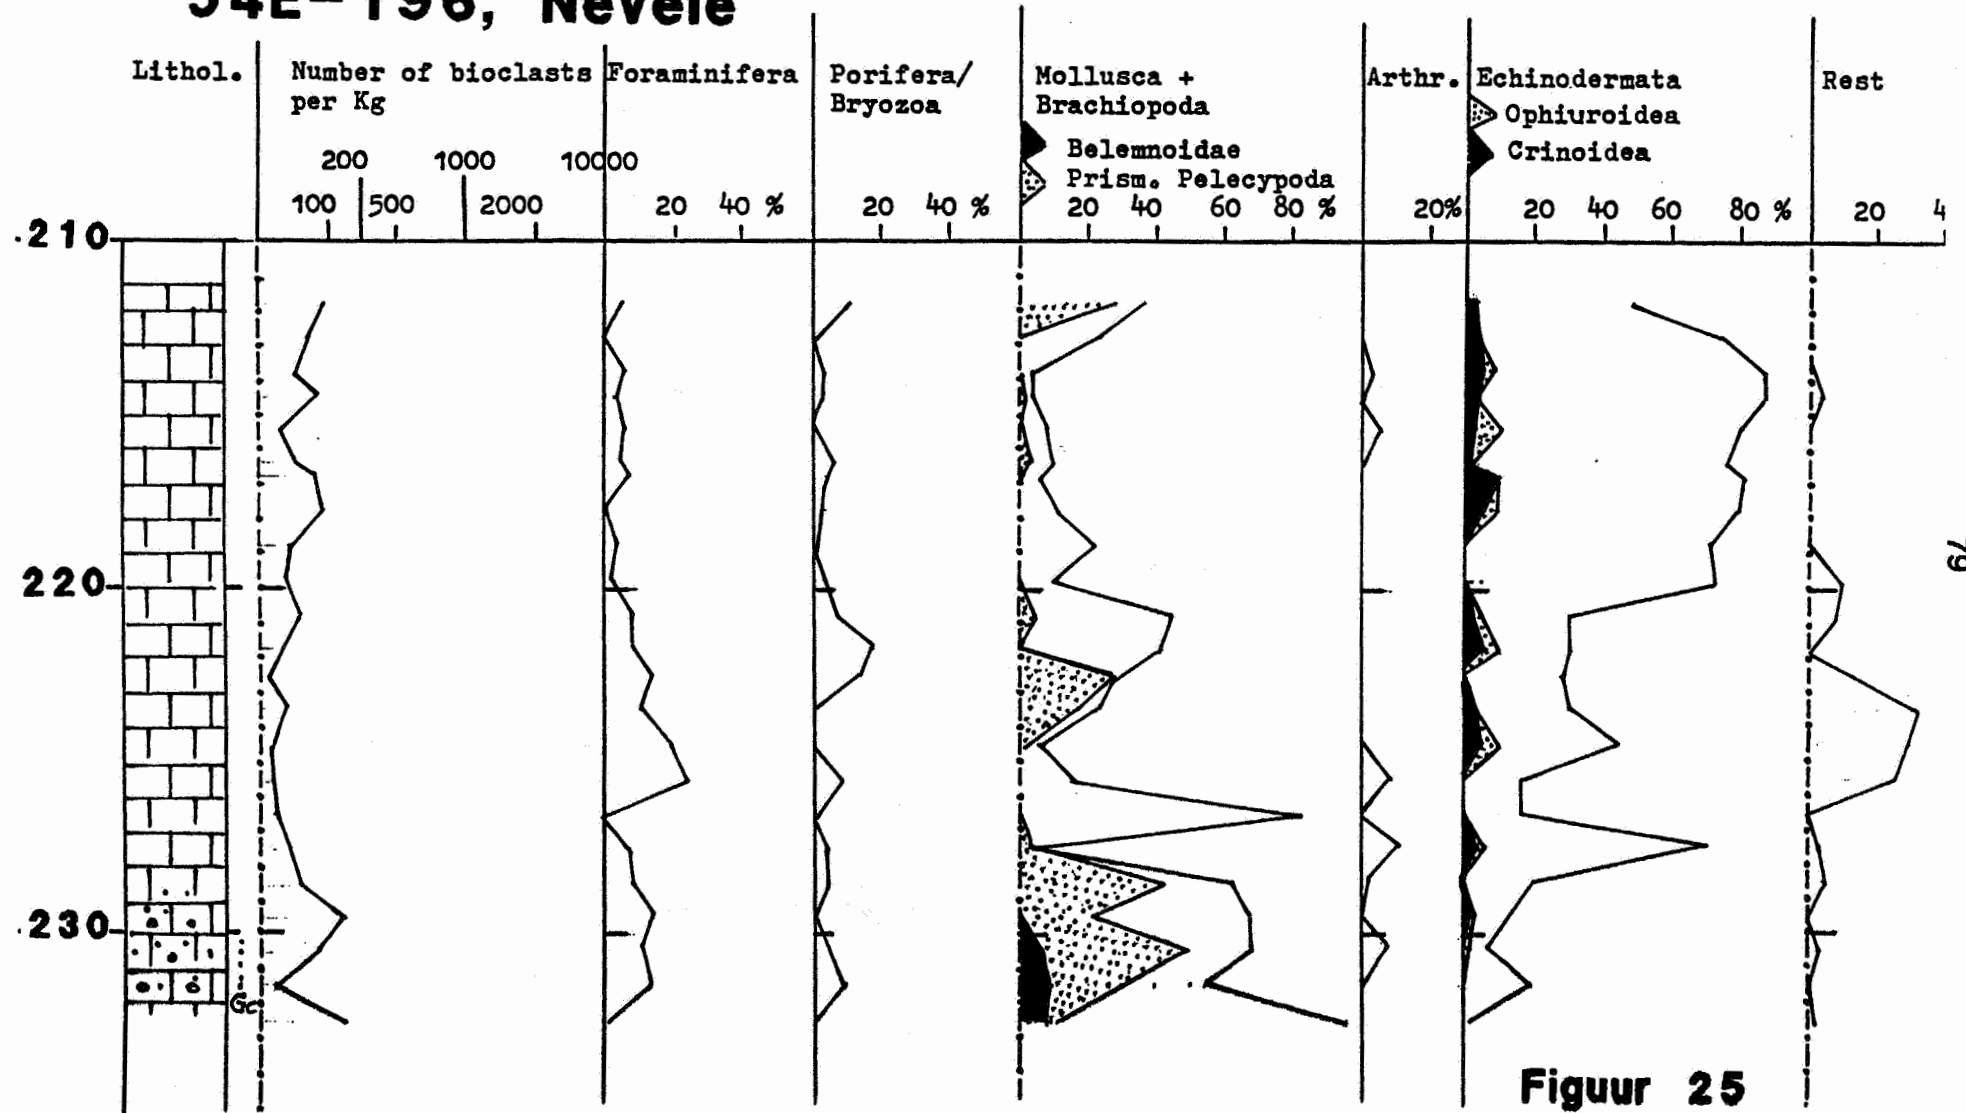 54E-196, Nevele
Lithol.
Number of bioclasts
per Kg
Foraminifera
Porifera/
Bryozoa
Mollusca +
Brachiopoda
Belemnoidae
Prism. Pelecypoda
Arthr.
Echinodermata
Ophiuroidea
Crinoidea
Rest
200 1000 10000
100 500 2000
20 40 %
20 40 %
20 40 60 80 %
20%
20 40 60 80 %
20 4
210
220
230
Gc
79
Figuur 25